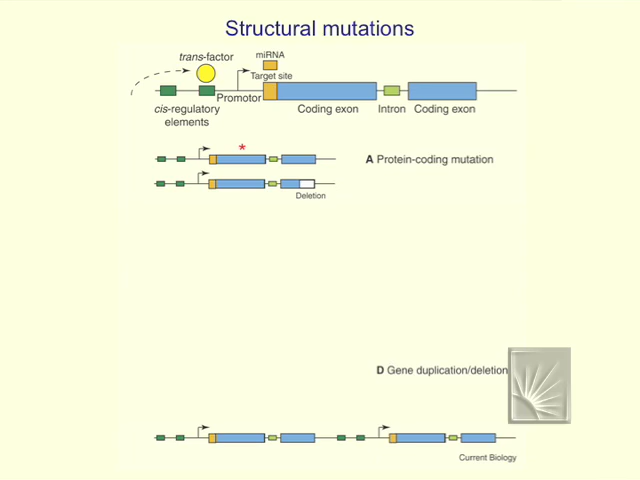 Structural mutations
trans-factor
miRNA
Target site
Promotor
cis-regulatory
elements
Coding exon
Intron
Coding exon
*
A Protein-coding mutation
Deletion
D Gene duplication/deletion
Current Biology